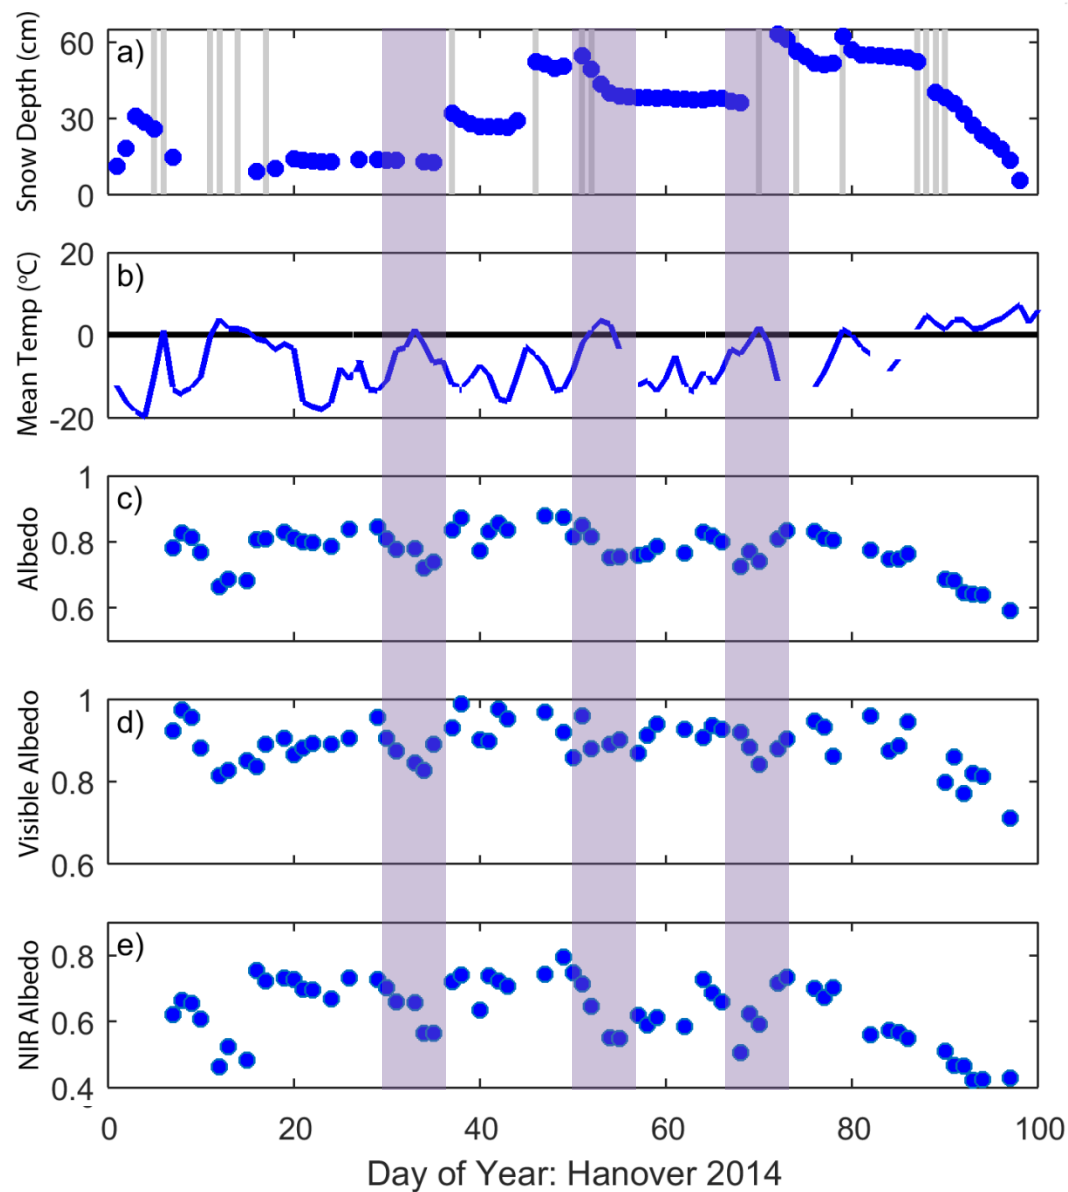 a)
Snow Depth (cm)
60
30
0
b)
Mean Temp (°C)
20
0
-20
c)
Albedo
1
0.8
0.6
d)
Visible Albedo
1
0.8
0.6
e)
NIR Albedo
0.8
0.6
0.4
0 20 40 60 80 100
Day of Year: Hanover 2014